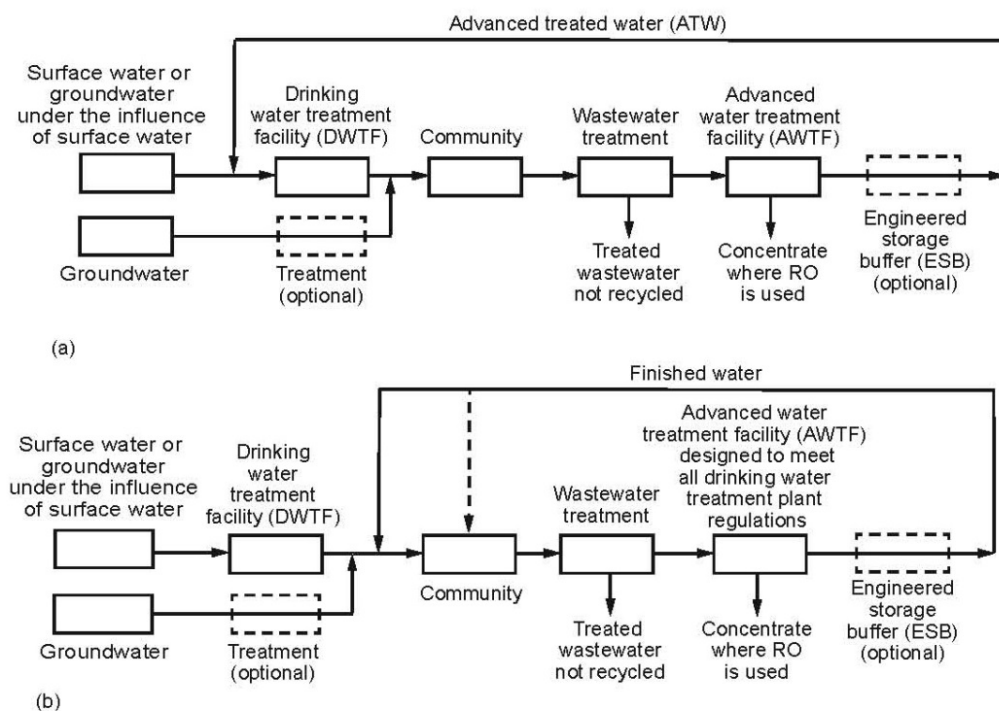 Advanced treated water (ATW)
Surface water or
groundwater
under the influence
of surface water
Drinking
water treatment
facility (DWTF)
Community
Wastewater
treatment
Advanced
water treatment
facility (AWTF)
Groundwater
Treatment
(optional)
Treated
wastewater
not recycled
Concentrate
where RO
is used
Engineered
storage
buffer (ESB)
(optional)
(a)
Finished water
Surface water or
groundwater
under the influence
of surface water
Drinking
water
treatment
facility (DWTF)
Community
Wastewater
treatment
Advanced water
treatment facility (AWTF)
designed to meet
all drinking water
treatment plant
regulations
Groundwater
Treatment
(optional)
Treated
wastewater
not recycled
Concentrate
where RO
is used
Engineered
storage
buffer (ESB)
(optional)
(b)